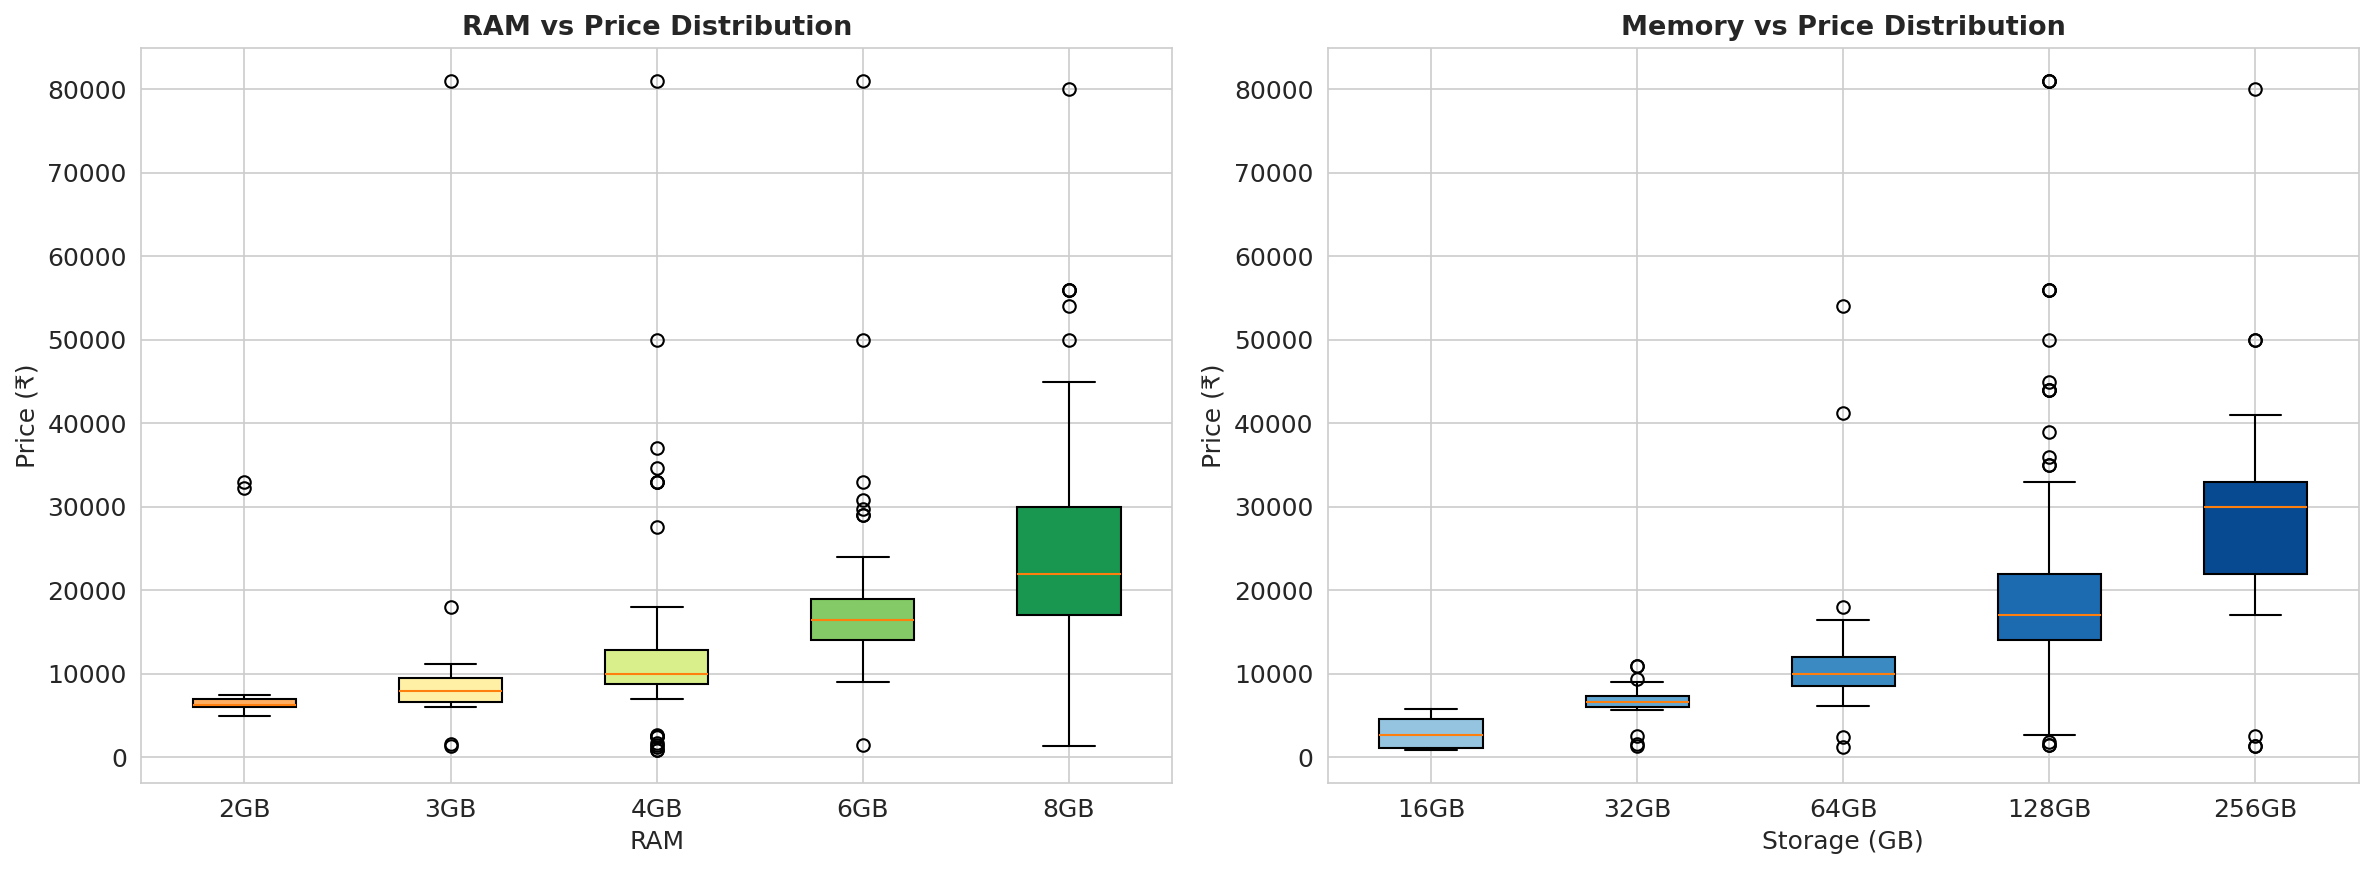 RAM vs Price Distribution
80000
70000
60000
50000
40000
30000
20000
10000
0
Price (₹)
2GB 3GB 4GB 6GB 8GB
RAM
Memory vs Price Distribution
80000
70000
60000
50000
40000
30000
20000
10000
0
Price (₹)
16GB 32GB 64GB 128GB 256GB
Storage (GB)